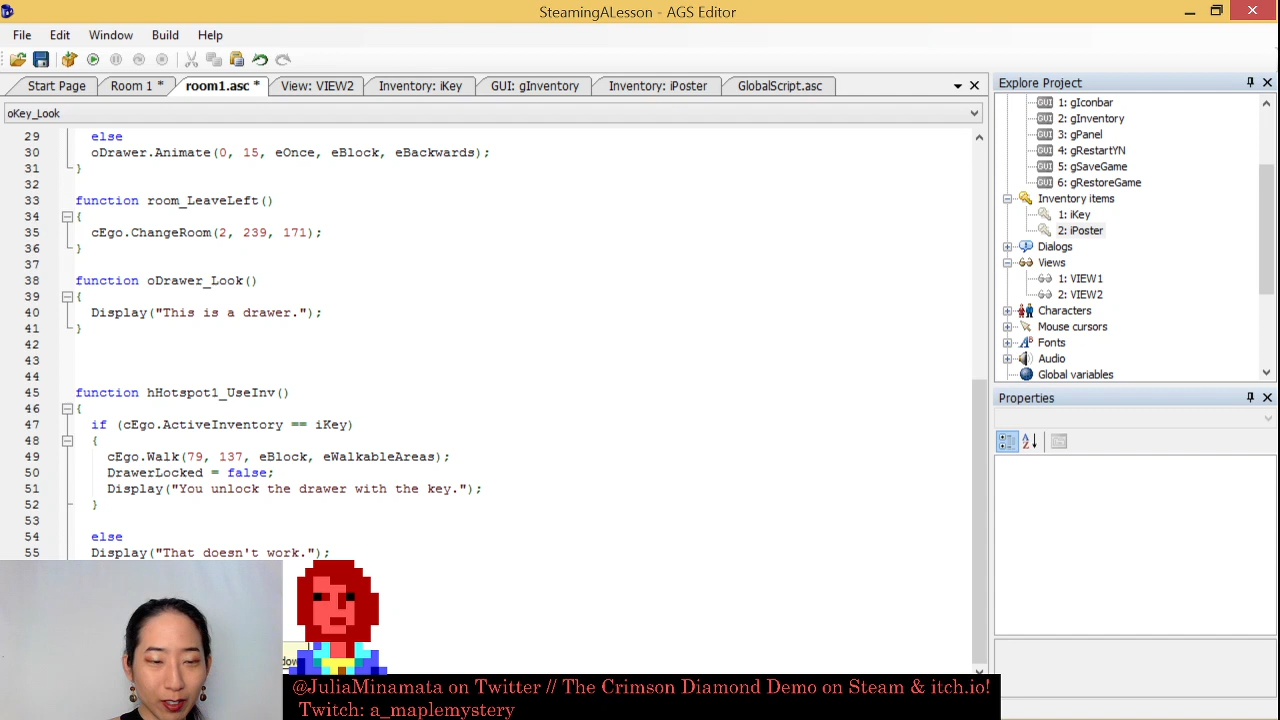 SteamingALesson - AGS Editor
File Edit Window Build Help
Start Page Room 1 * room1.asc * View: VIEW2 Inventory: iKey GUI: gInventory Inventory: iPoster GlobalScript.asc
oKey_Look
29 else
30 oDrawer.Animate(0, 15, eOnce, eBlock, eBackwards);
31 }
32
33 function room_LeaveLeft()
34 {
35 cEgo.ChangeRoom(2, 239, 171);
36 }
37
38 function oDrawer_Look()
39 {
40 Display("This is a drawer.");
41 }
42
43
44
45 function hHotspot1_UseInv()
46 {
47 if (cEgo.ActiveInventory == iKey)
48 {
49 cEgo.Walk(79, 137, eBlock, eWalkableAreas);
50 DrawerLocked = false;
51 Display("You unlock the drawer with the key.");
52 }
53
54 else
55 Display("That doesn't work.");
Explore Project
GUI 1: gIconbar
GUI 2: gInventory
GUI 3: gPanel
GUI 4: gRestartYN
GUI 5: gSaveGame
GUI 6: gRestoreGame
Inventory items
1: iKey
2: iPoster
Dialogs
Views
1: VIEW1
2: VIEW2
Characters
Mouse cursors
Fonts
Audio
Global variables
Properties
@JuliaMinamata on Twitter // The Crimson Diamond Demo on Steam & itch.io!
Twitch: a_maplemystery